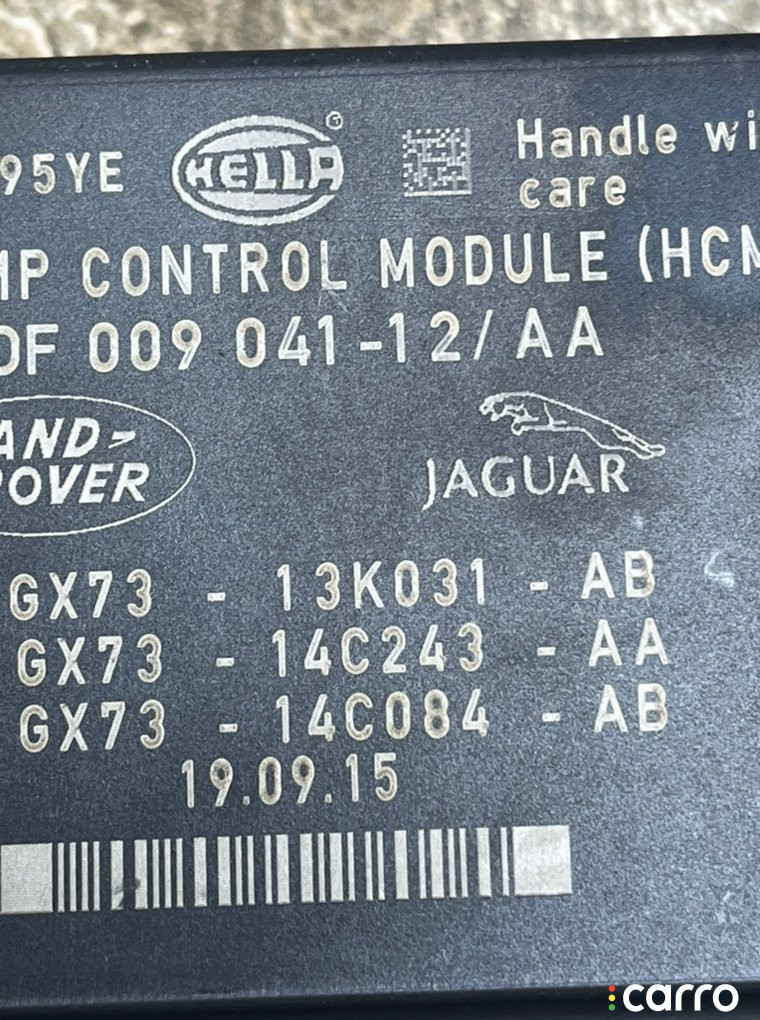 95YE
HELLA
Handle wi
care
MP CONTROL MODULE (HCM
DF 009 041-12/AA
AND-
ROVER
JAGUAR
GX73 - 13K031 - AB
GX73 - 14C243 - AA
GX73 - 14C084 - AB
19.09.15
carro